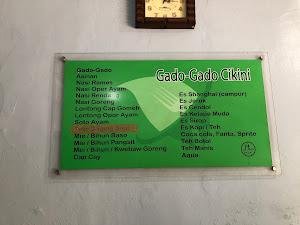 Gado-Gado Cikini
Gado-Gado
Asinan
Nasi Rames
Nasi Oper Ayam
Nasi Rendang
Nasi Goreng
Lontong Cap Gomeh
Lontong Oper Ayam
Soto Ayam
Mie / Bihun Baso
Mie / Bihun Pangsit
Mie / Bihun / Kwetiaw Goreng
Cap Cay
Es Shanghai (campur)
Es Jeruk
Es Cendol
Es Kelapa Muda
Es Sirop
Es Kopi / Teh
Coca cola, Fanta, Sprite
Teh Botol
Teh Manis
Aqua